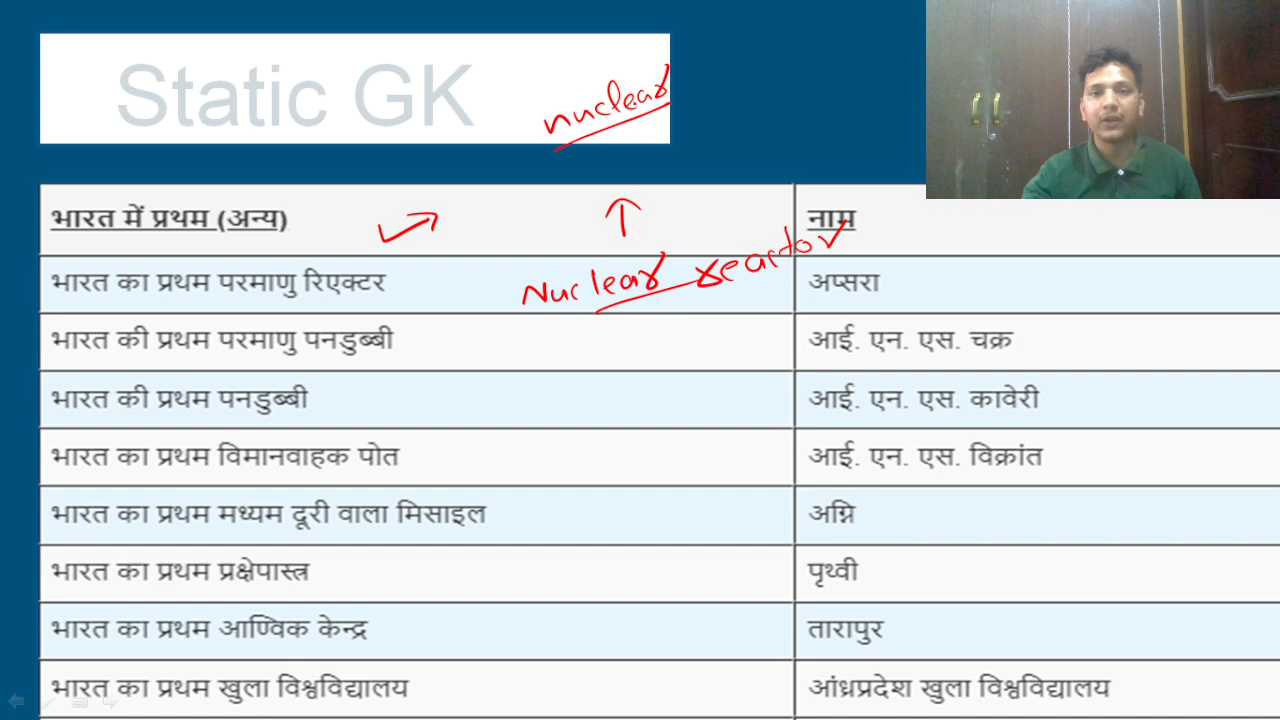 Static GK
nuclear
भारत में प्रथम (अन्य) नाम
Nuclear reactor
भारत का प्रथम परमाणु रिएक्टर अप्सरा
भारत की प्रथम परमाणु पनडुब्बी आई. एन. एस. चक्र
भारत की प्रथम पनडुब्बी आई. एन. एस. कावेरी
भारत का प्रथम विमानवाहक पोत आई. एन. एस. विक्रांत
भारत का प्रथम मध्यम दूरी वाला मिसाइल अग्नि
भारत का प्रथम प्रक्षेपास्त्र पृथ्वी
भारत का प्रथम आण्विक केन्द्र तारापुर
भारत का प्रथम खुला विश्वविद्यालय आंध्रप्रदेश खुला विश्वविद्यालय